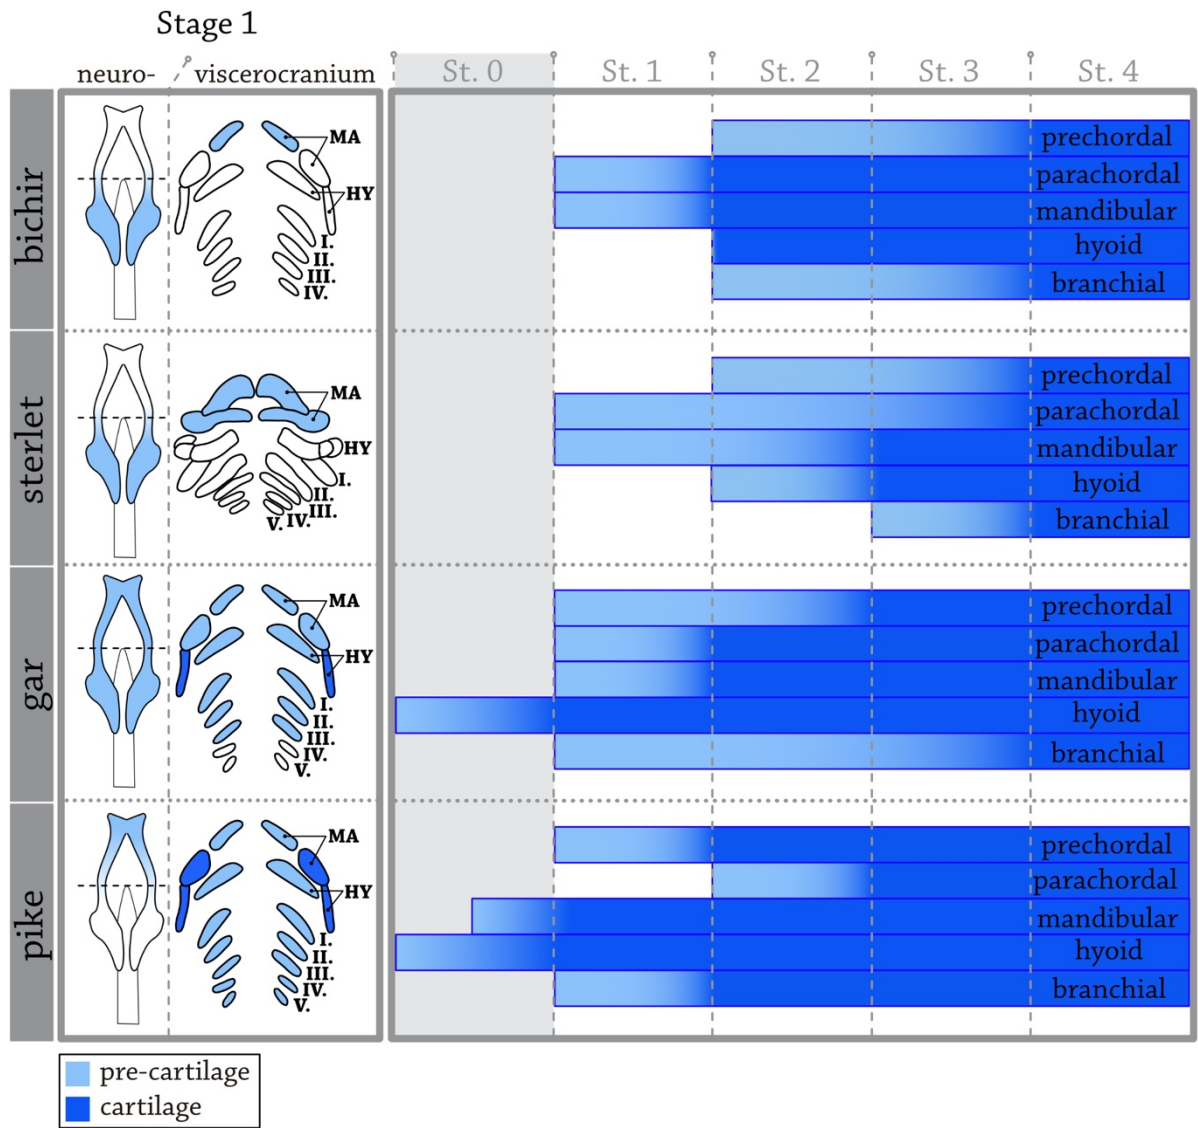 Stage 1
neuro- viscerocranium St. 0 St. 1 St. 2 St. 3 St. 4
bichir
MA
HY
I.
II.
III.
IV.
prechordal
parachordal
mandibular
hyoid
branchial
sterlet
MA
HY
I.
II.
III.
IV.
V.
prechordal
parachordal
mandibular
hyoid
branchial
gar
MA
HY
I.
II.
III.
IV.
V.
prechordal
parachordal
mandibular
hyoid
branchial
pike
MA
HY
I.
II.
III.
IV.
V.
prechordal
parachordal
mandibular
hyoid
branchial
pre-cartilage
cartilage